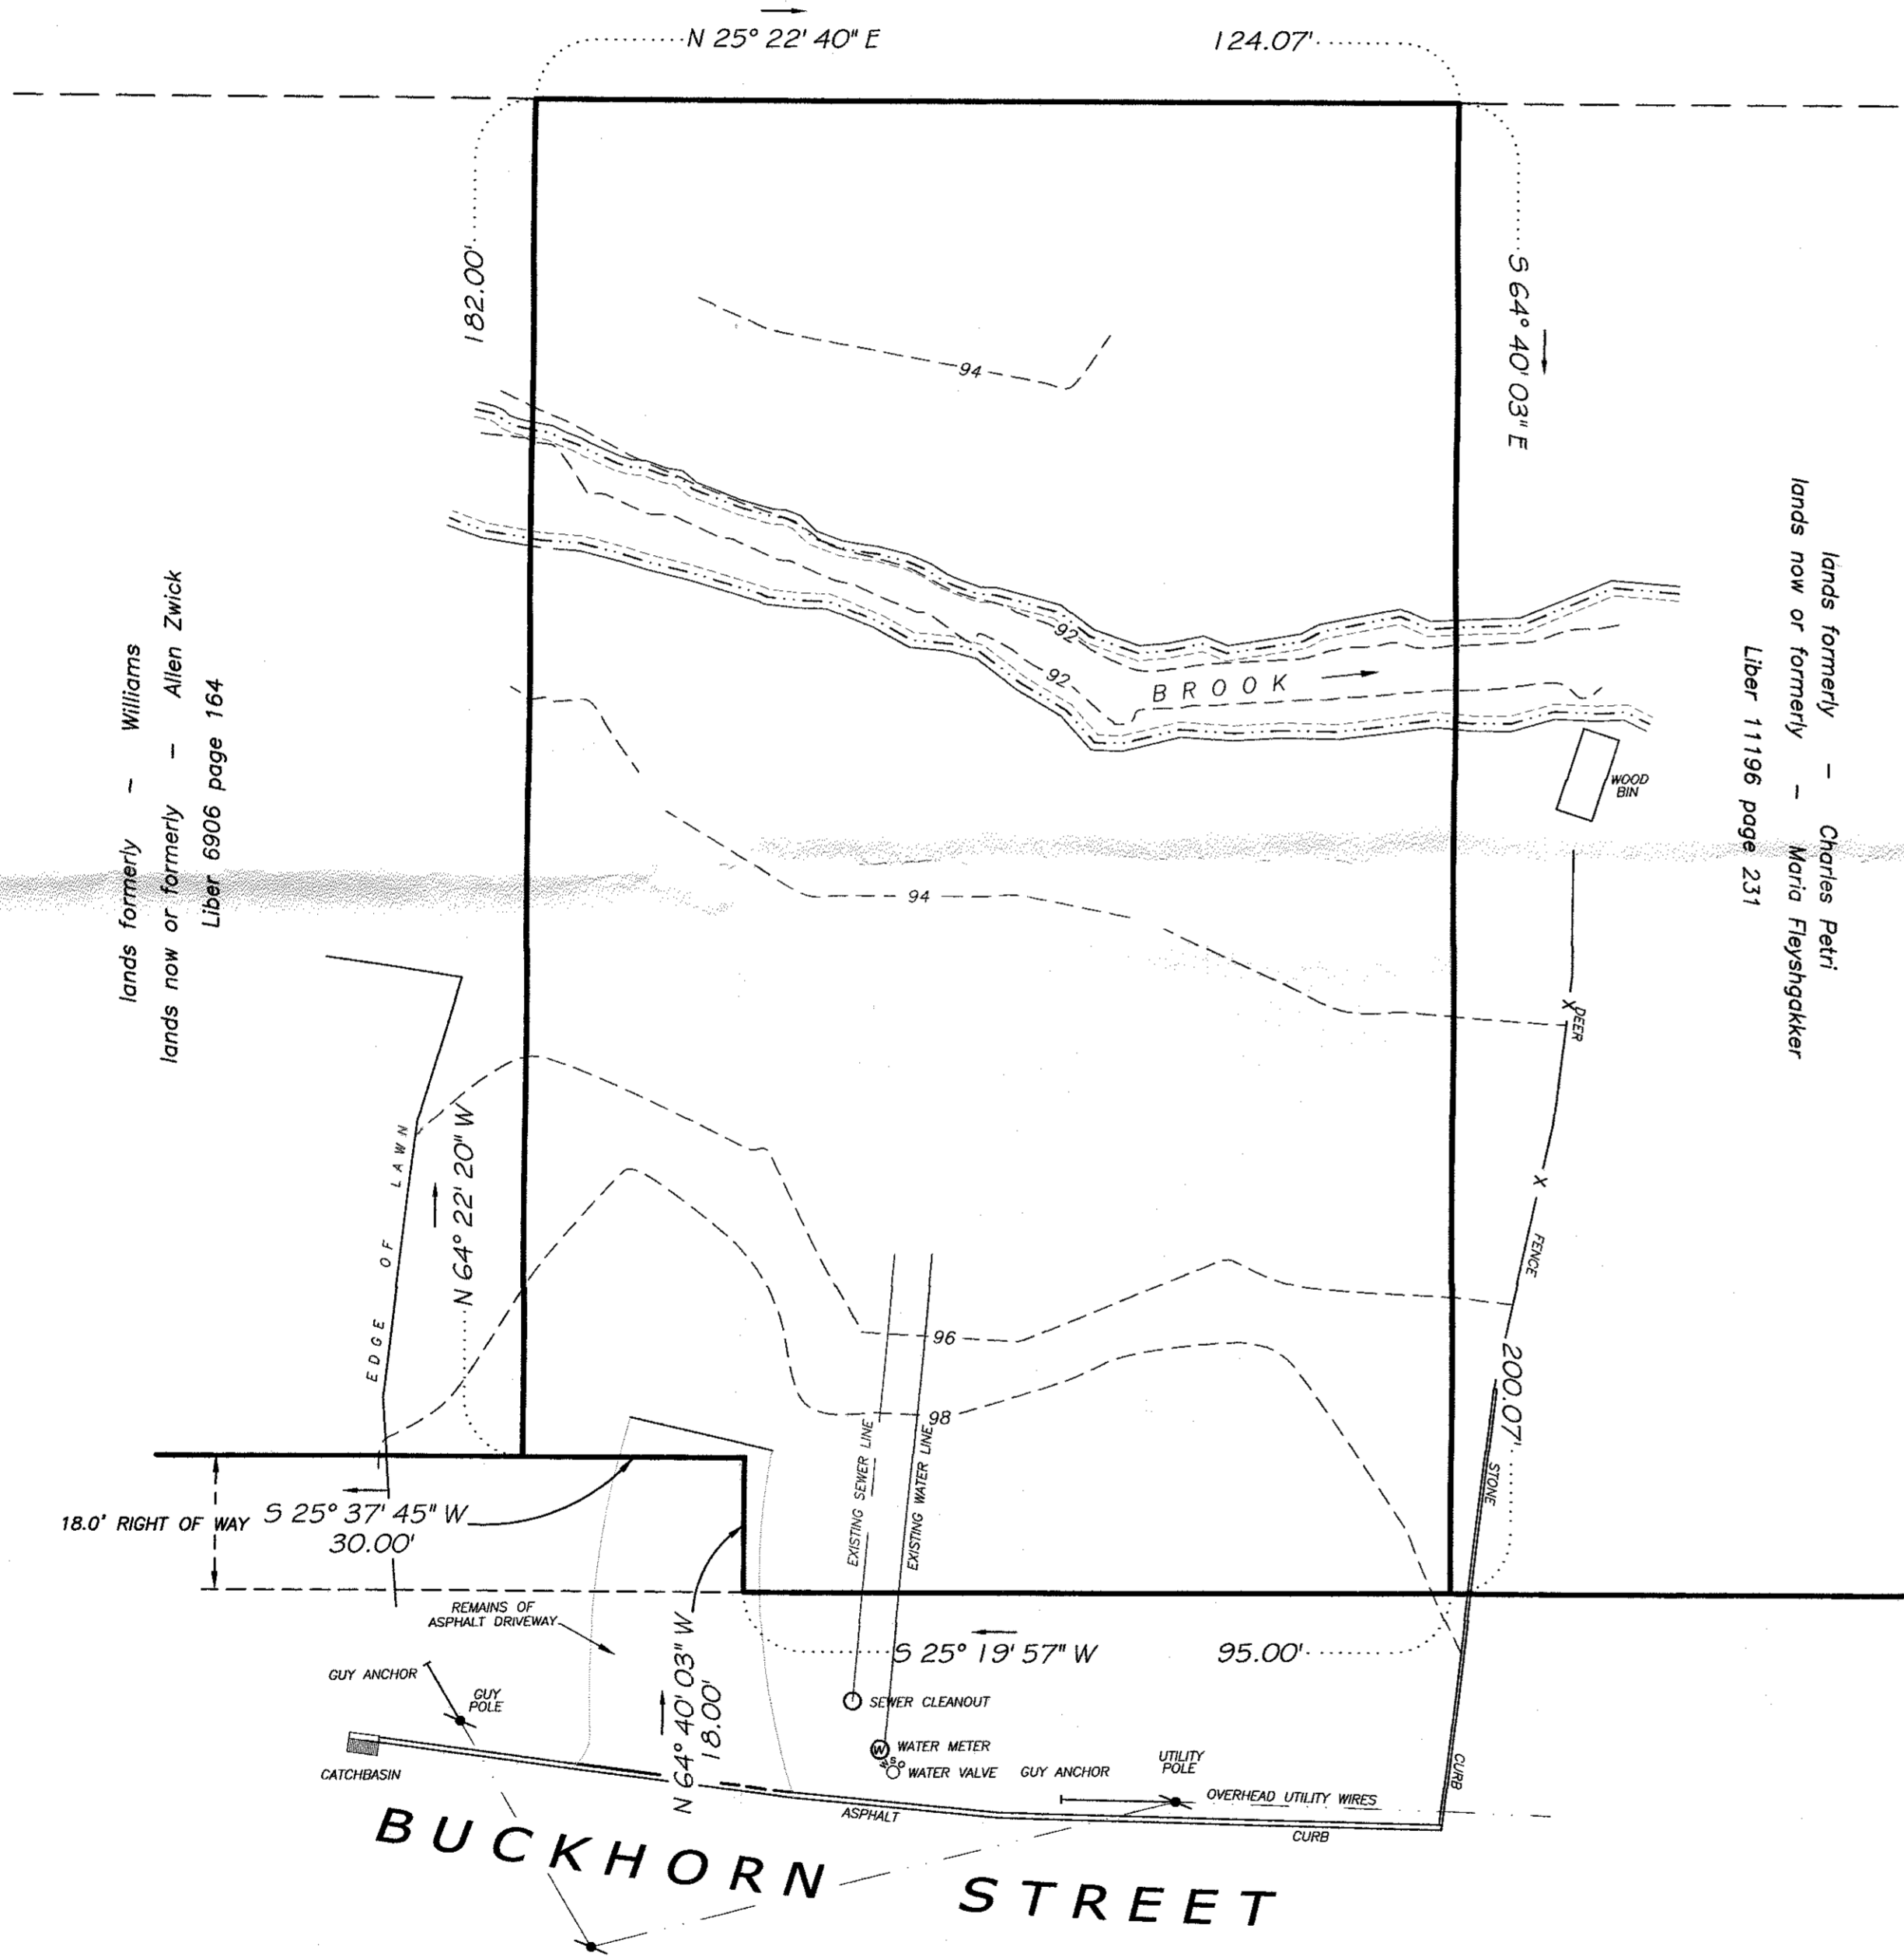 N 25° 22' 40" E
124.07'
182.00'
S 64° 40' 03" E
94
92
92
BROOK
lands formerly – Williams
lands now or formerly – Allen Zwick
Liber 6906 page 164
lands formerly – Charles Petri
lands now or formerly – Maria Fleyshgakker
Liber 11196 page 231
WOOD
BIN
94
X
DEER
X
FENCE
EDGE OF LAWN
N 64° 22' 20" W
96
98
200.07'
STONE
CURB
EXISTING SEWER LINE
EXISTING WATER LINE
18.0' RIGHT OF WAY
S 25° 37' 45" W
30.00'
REMAINS OF
ASPHALT DRIVEWAY
N 64° 40' 03" W
18.00'
S 25° 19' 57" W
95.00'
GUY ANCHOR
GUY
POLE
SEWER CLEANOUT
W
WATER METER
WSO
WATER VALVE
GUY ANCHOR
UTILITY
POLE
OVERHEAD UTILITY WIRES
CATCHBASIN
ASPHALT
CURB
BUCKHORN STREET